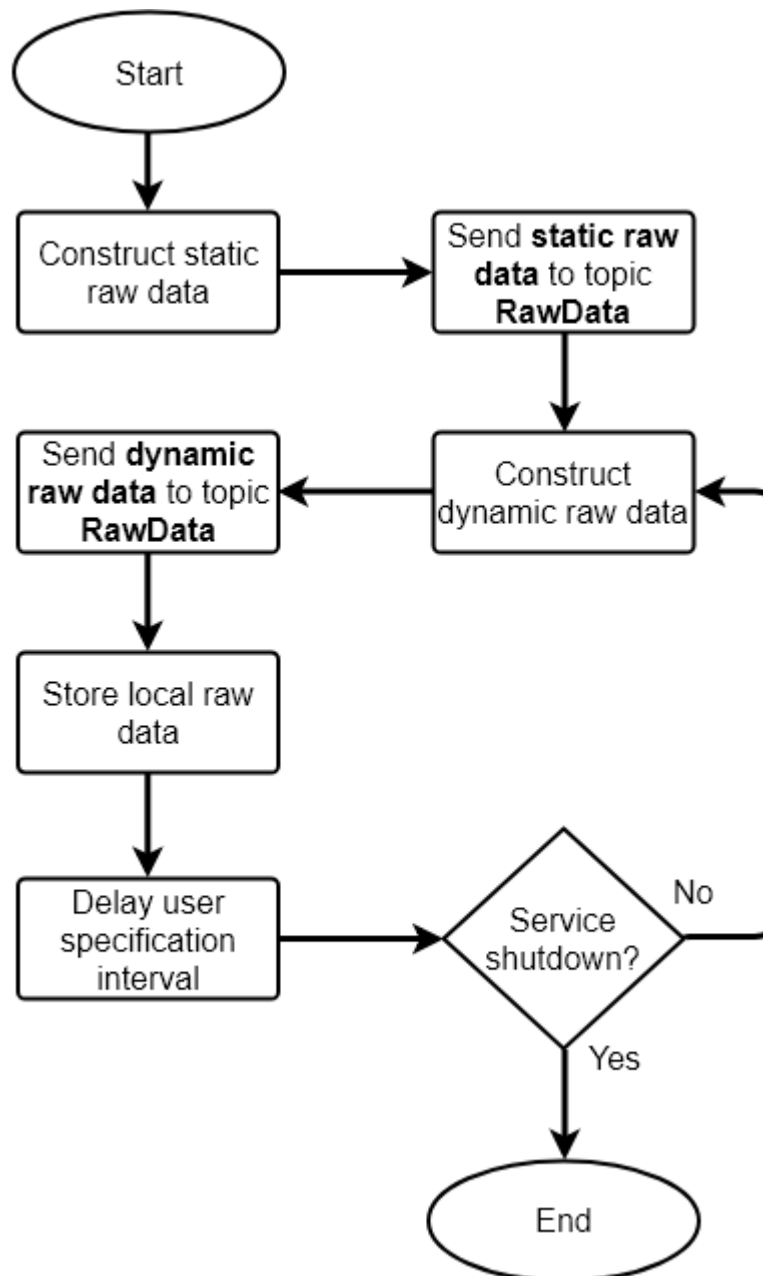 Start
Construct static
raw data
Send static raw
data to topic
RawData
Construct
dynamic raw data
Send dynamic
raw data to topic
RawData
Store local raw
data
Delay user
specification
interval
Service
shutdown?
No
Yes
End